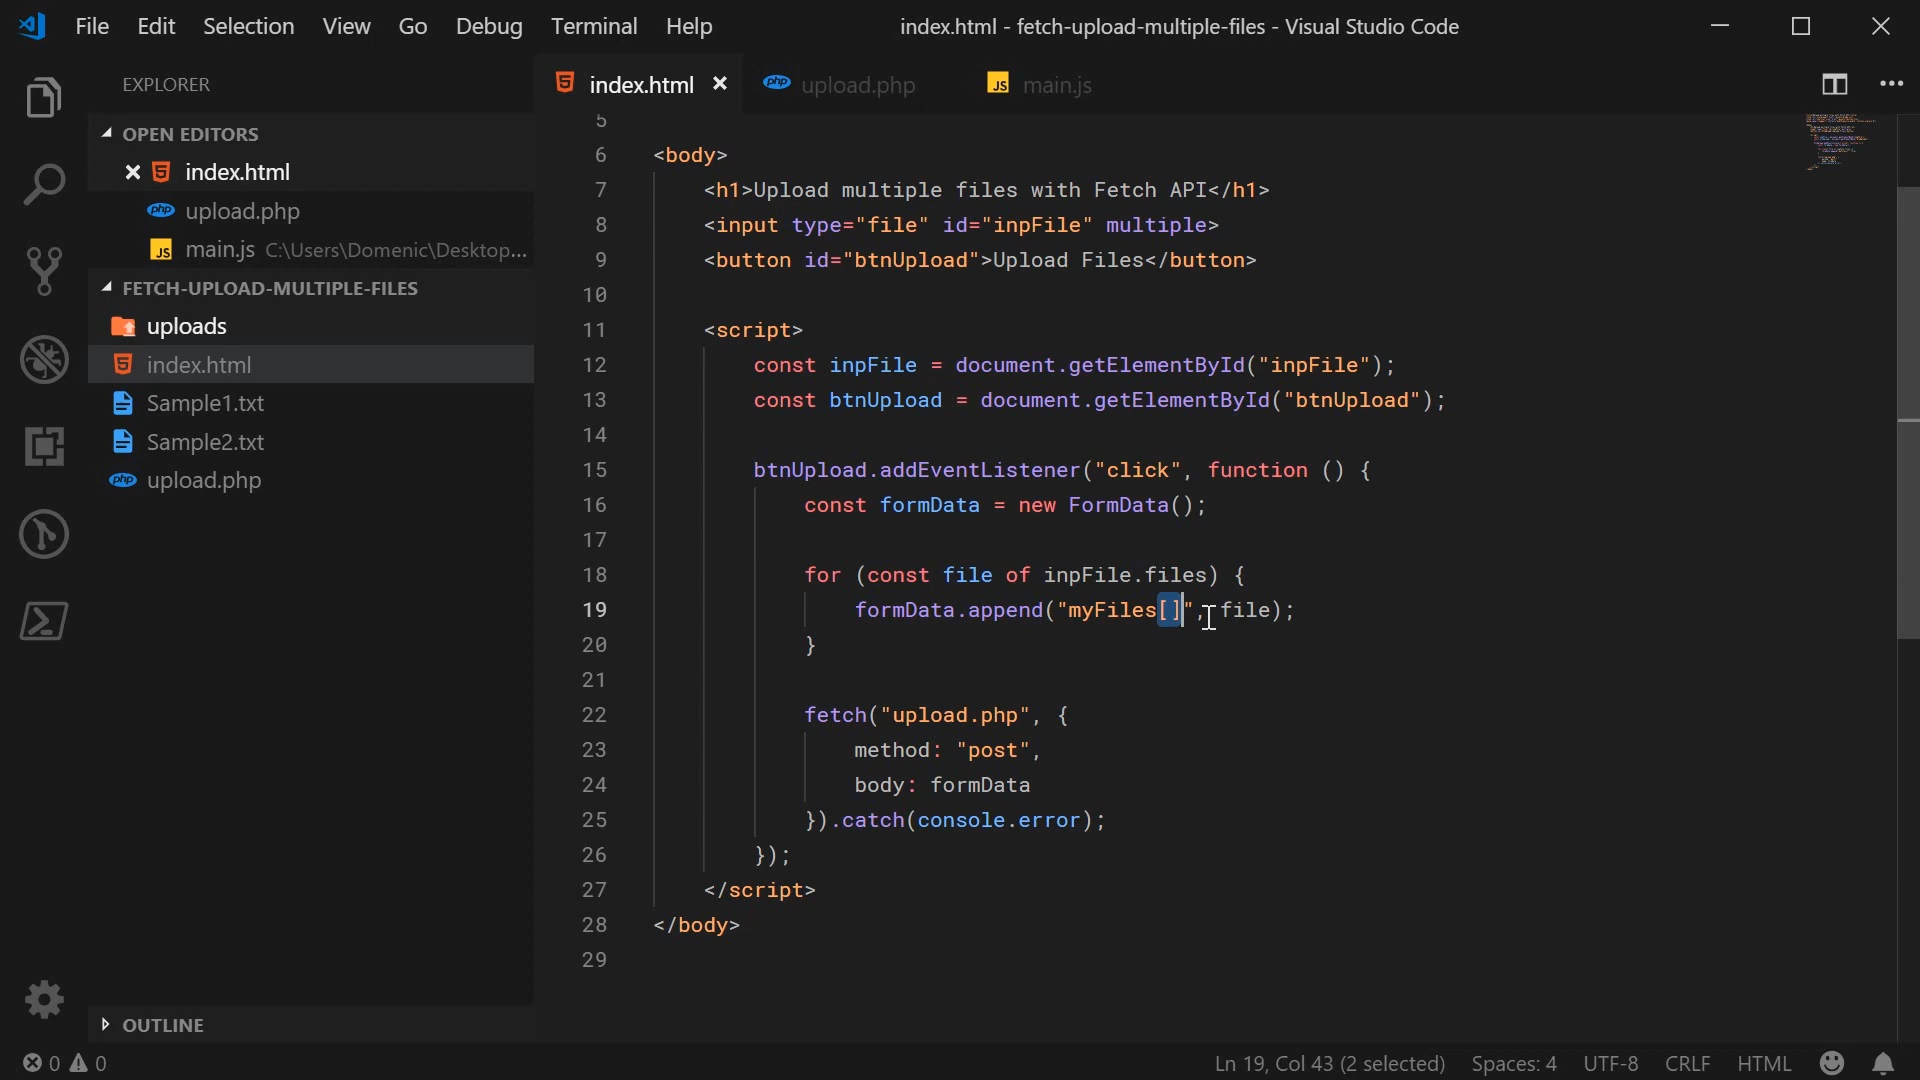 File Edit Selection View Go Debug Terminal Help
index.html - fetch-upload-multiple-files - Visual Studio Code
EXPLORER
OPEN EDITORS
index.html
upload.php
main.js C:\Users\Domenic\Desktop...
FETCH-UPLOAD-MULTIPLE-FILES
uploads
index.html
Sample1.txt
Sample2.txt
upload.php
OUTLINE
index.html upload.php JS main.js
5
6 <body>
7 <h1>Upload multiple files with Fetch API</h1>
8 <input type="file" id="inpFile" multiple>
9 <button id="btnUpload">Upload Files</button>
10
11 <script>
12 const inpFile = document.getElementById("inpFile");
13 const btnUpload = document.getElementById("btnUpload");
14
15 btnUpload.addEventListener("click", function () {
16 const formData = new FormData();
17
18 for (const file of inpFile.files) {
19 formData.append("myFiles[]", file);
20 }
21
22 fetch("upload.php", {
23 method: "post",
24 body: formData
25 }).catch(console.error);
26 });
27 </script>
28 </body>
29
0 0 Ln 19, Col 43 (2 selected) Spaces: 4 UTF-8 CRLF HTML